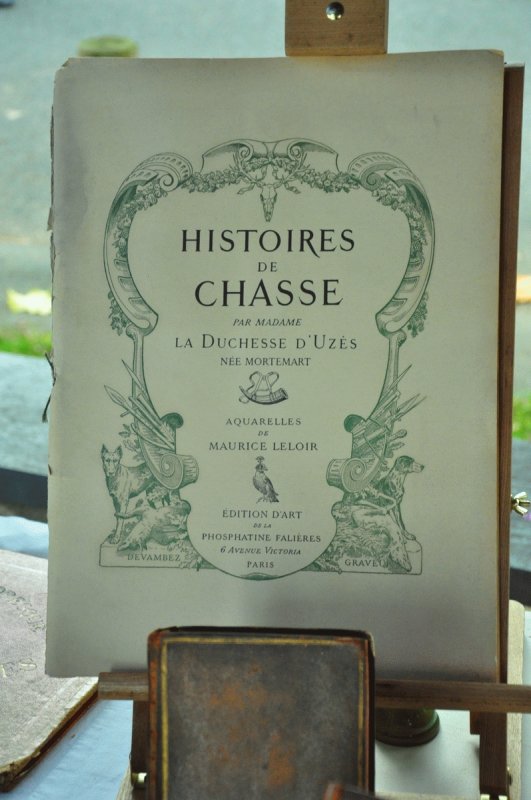 HISTOIRES
DE
CHASSE
PAR MADAME
LA DUCHESSE D'UZÈS
NÉE MORTEMART
AQUARELLES
DE
MAURICE LELOIR
ÉDITION D'ART
DE LA
PHOSPHATINE FALIÈRES
6 AVENUE VICTORIA
PARIS
DEVAMBEZ
GRAVEUR